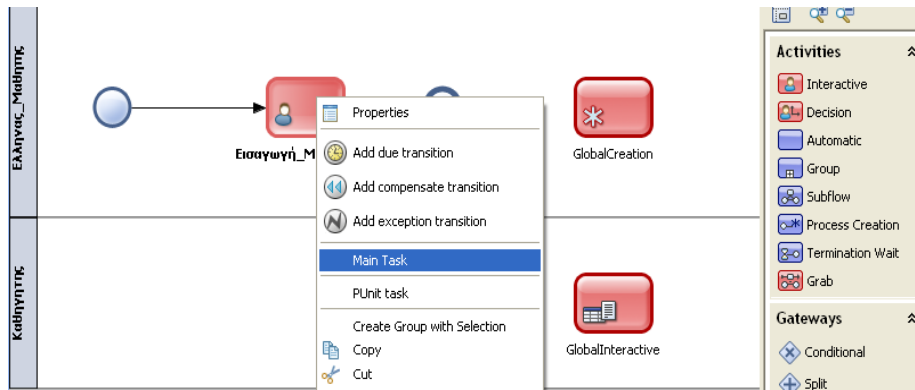 Ελληνας_Μαθητης
Εισαγωγή_Μ
GlobalCreation
Properties
Add due transition
Add compensate transition
Add exception transition
Main Task
PUnit task
Create Group with Selection
Copy
Cut
Καθηγητης
GlobalInteractive
Activities
Interactive
Decision
Automatic
Group
Subflow
Process Creation
Termination Wait
Grab
Gateways
Conditional
Split